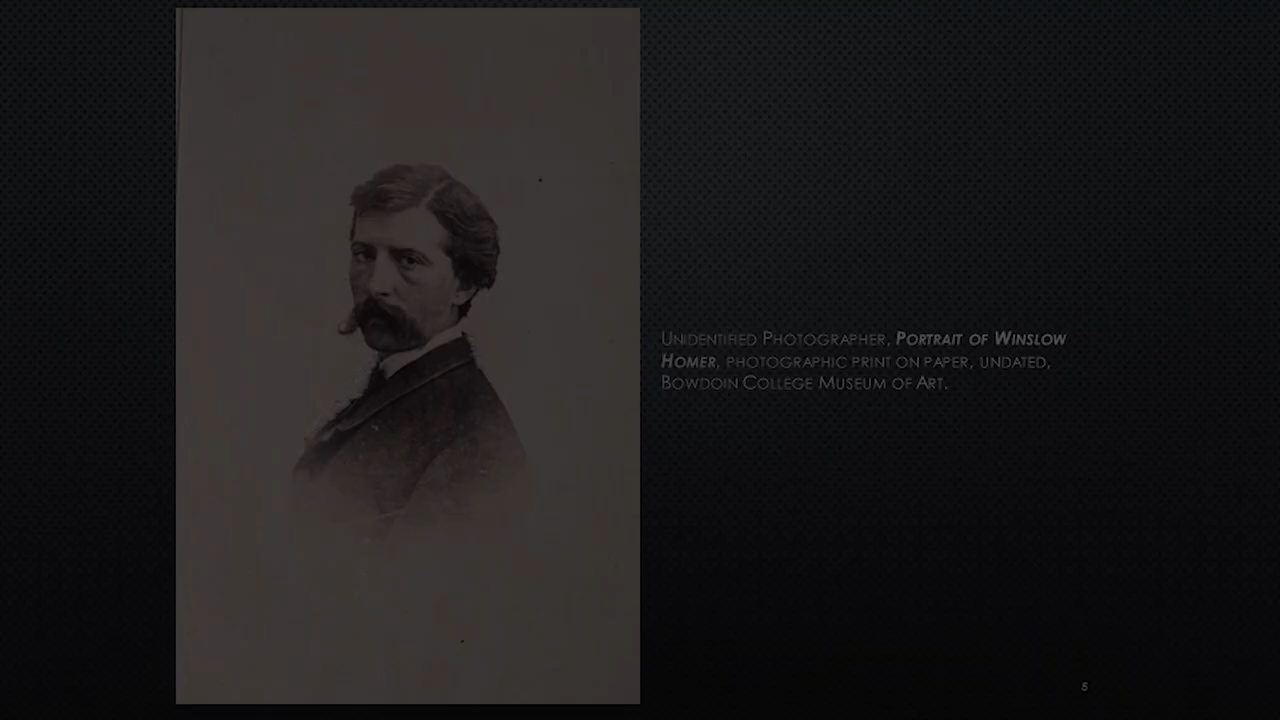 Unidentified Photographer, Portrait of Winslow
Homer, photographic print on paper, undated,
Bowdoin College Museum of Art.
5